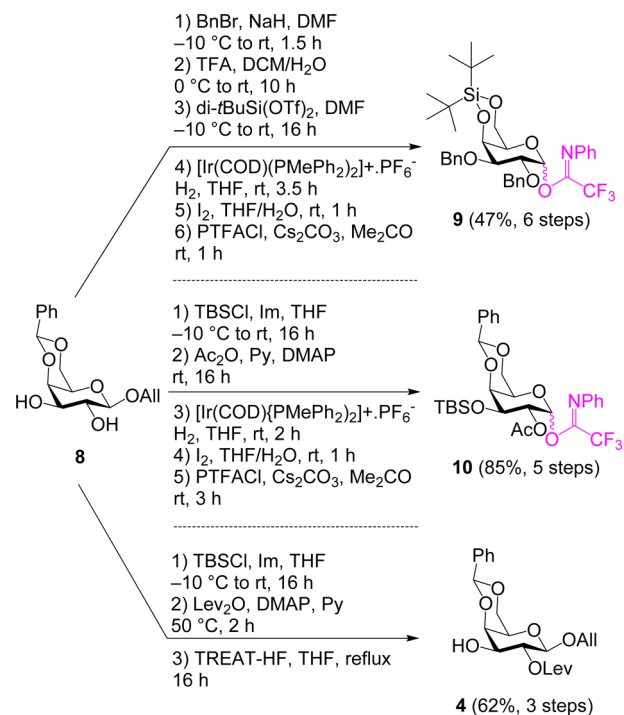 1) BnBr, NaH, DMF
–10 °C to rt, 1.5 h
2) TFA, DCM/H2O
0 °C to rt, 10 h
3) di-tBuSi(OTf)2, DMF
–10 °C to rt, 16 h
4) [Ir(COD)(PMePh2)2]+.PF6-
H2, THF, rt, 3.5 h
5) I2, THF/H2O, rt, 1 h
6) PTFACl, Cs2CO3, Me2CO
rt, 1 h
Si
O
O
O
BnO
BnO
O
NPh
CF3
9 (47%, 6 steps)
Ph
O
O
O
HO
OH
OAll
8
1) TBSCl, Im, THF
–10 °C to rt, 16 h
2) Ac2O, Py, DMAP
rt, 16 h
3) [Ir(COD){PMePh2)2]+.PF6-
H2, THF, rt, 2 h
4) I2, THF/H2O, rt, 1 h
5) PTFACl, Cs2CO3, Me2CO
rt, 3 h
Ph
O
O
O
TBSO
AcO
O
NPh
CF3
10 (85%, 5 steps)
1) TBSCl, Im, THF
–10 °C to rt, 16 h
2) Lev2O, DMAP, Py
50 °C, 2 h
3) TREAT-HF, THF, reflux
16 h
Ph
O
O
O
HO
OLev
OAll
4 (62%, 3 steps)